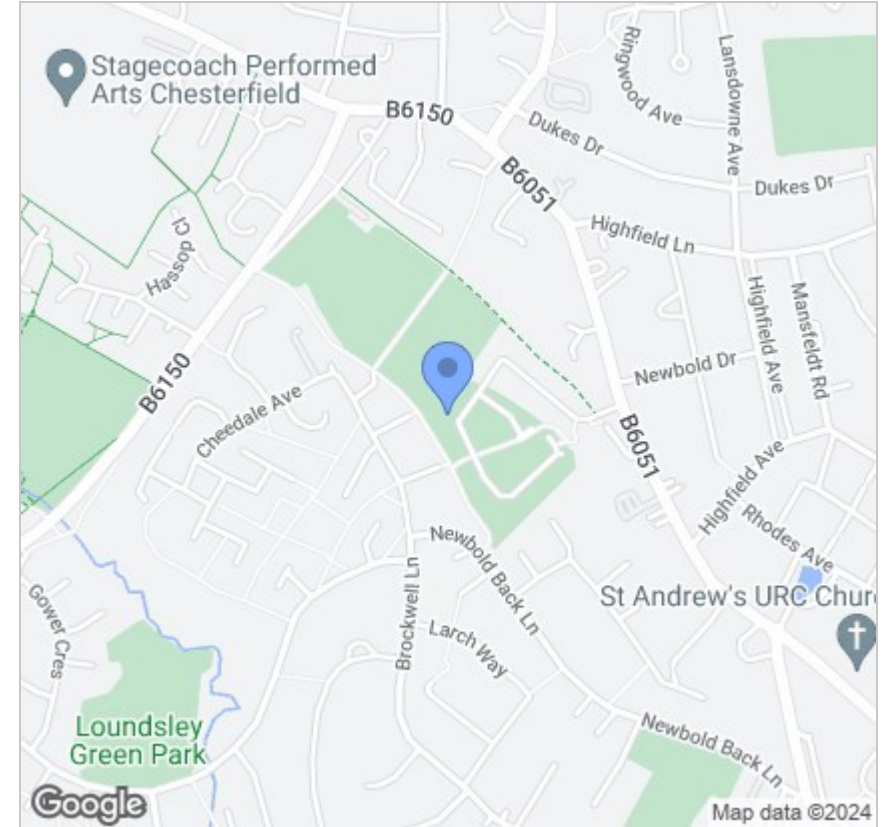 Stagecoach Performed
Arts Chesterfield
B6150
Ringwood Ave
Lansdowne Ave
Dukes Dr
Dukes Dr
B6051
Highfield Ln
Hassop Cl
Highfield Ave
Mansfeldt Rd
B6150
Newbold Dr
Cheedale Ave
B6051
Highfield Ave
Rhodes Ave
Newbold Back Ln
St Andrew's URC Chur
Gower Cres
Brockwell Ln
Larch Way
Loundsley
Green Park
Newbold Back Ln
Google
Map data ©2024